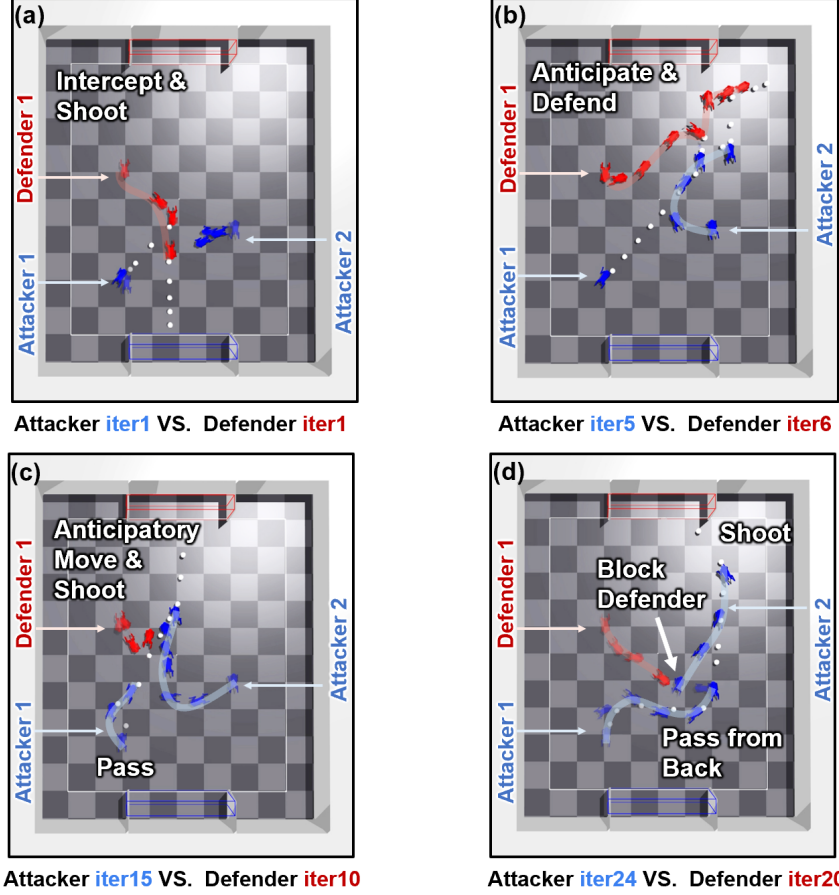 (a)
Intercept &
Shoot
Defender 1
Attacker 1
Attacker 2
Attacker iter1 VS. Defender iter1
(b)
Anticipate &
Defend
Defender 1
Attacker 1
Attacker 2
Attacker iter5 VS. Defender iter6
(c)
Anticipatory
Move &
Shoot
Defender 1
Attacker 1
Attacker 2
Pass
Attacker iter15 VS. Defender iter10
(d)
Shoot
Block
Defender
Defender 1
Attacker 1
Attacker 2
Pass from
Back
Attacker iter24 VS. Defender iter20